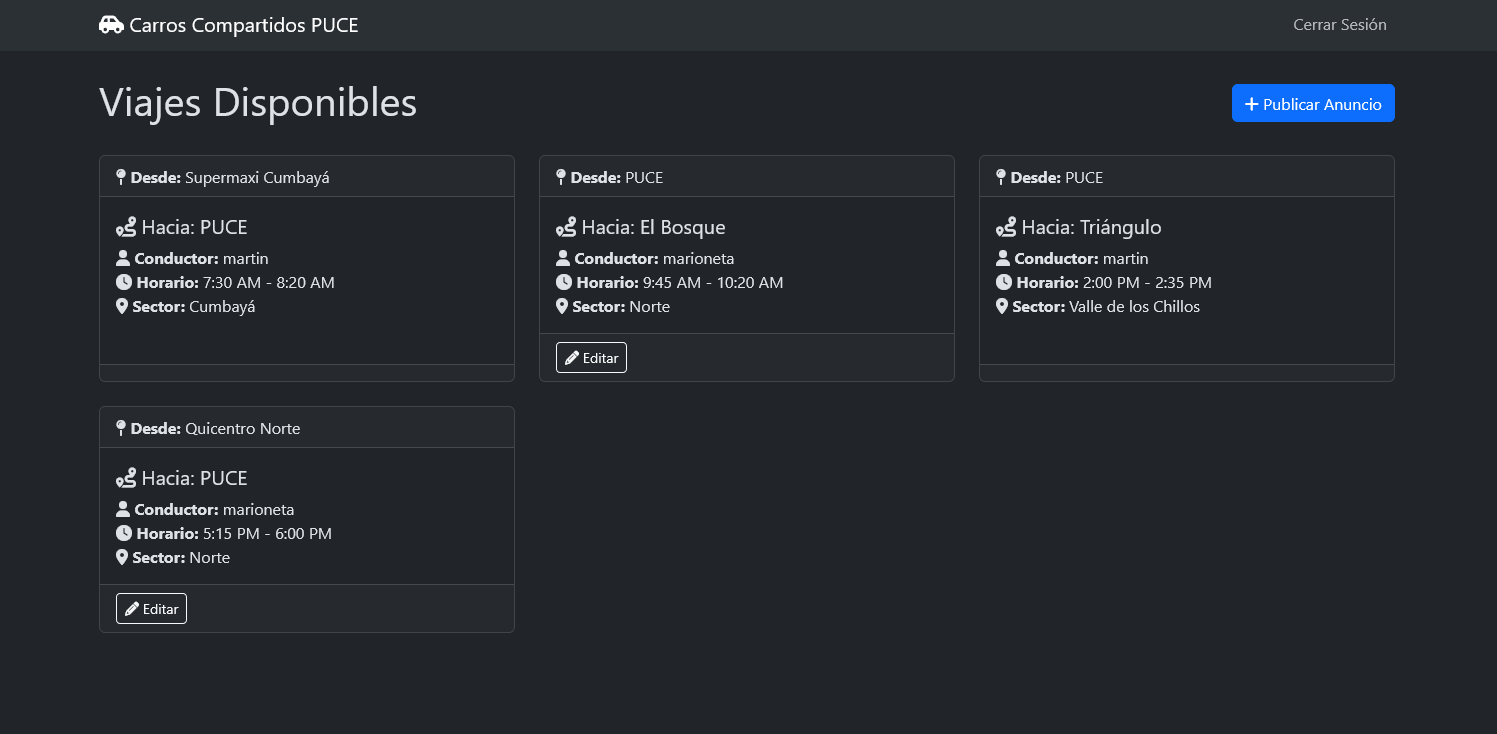 Carros Compartidos PUCE
Cerrar Sesión
Viajes Disponibles
Publicar Anuncio
Desde: Supermaxi Cumbayá
Hacia: PUCE
Conductor: martin
Horario: 7:30 AM - 8:20 AM
Sector: Cumbayá
Desde: PUCE
Hacia: El Bosque
Conductor: marioneta
Horario: 9:45 AM - 10:20 AM
Sector: Norte
Editar
Desde: PUCE
Hacia: Triángulo
Conductor: martin
Horario: 2:00 PM - 2:35 PM
Sector: Valle de los Chillos
Desde: Quicentro Norte
Hacia: PUCE
Conductor: marioneta
Horario: 5:15 PM - 6:00 PM
Sector: Norte
Editar